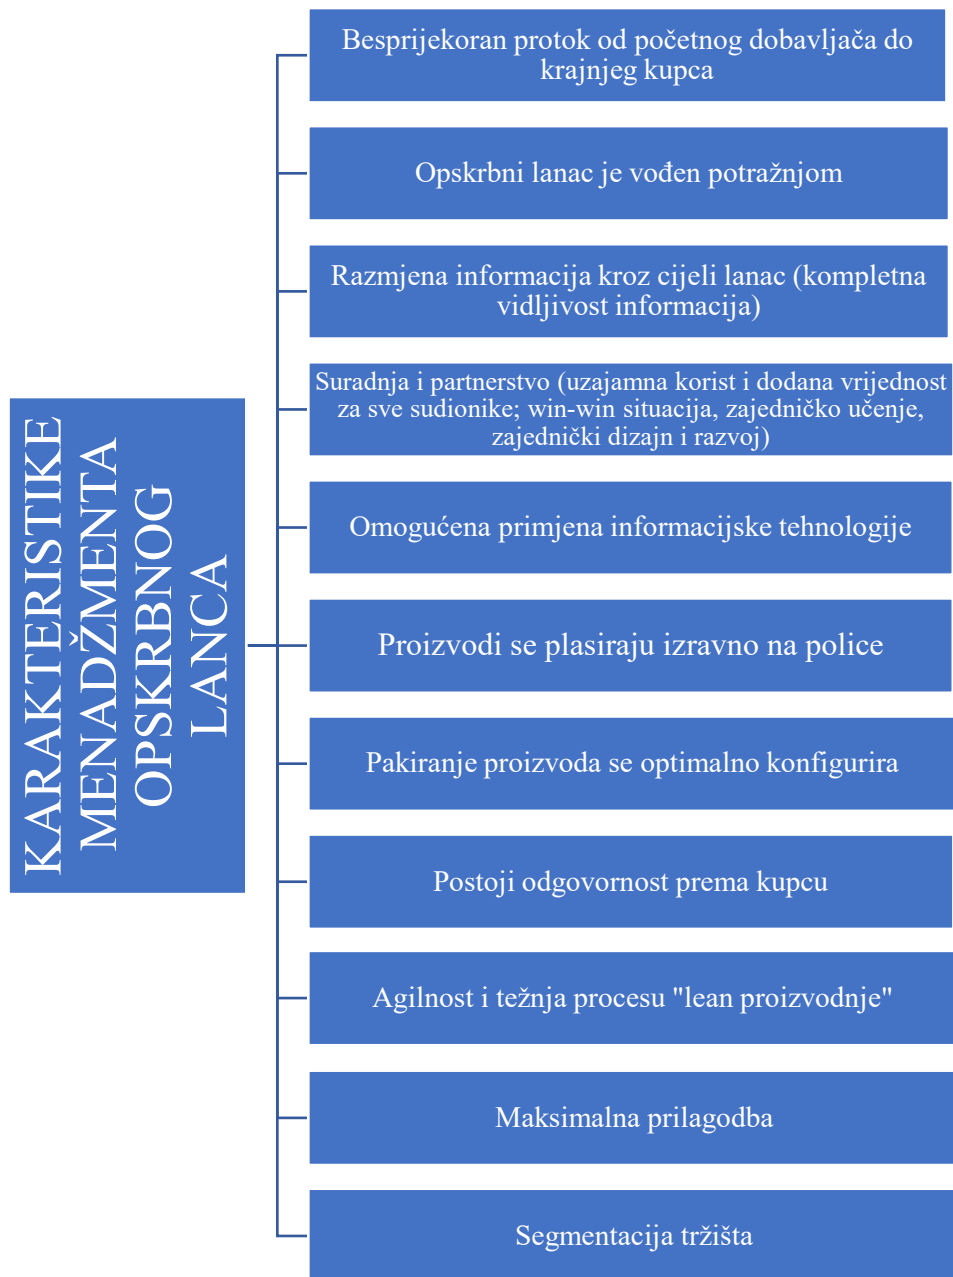 KARAKTERISTIKE
MENADŽMENTA
OPSKRBNOG
LANCA
Besprijekoran protok od početnog dobavljača do
krajnjeg kupca
Opskrbni lanac je vođen potražnjom
Razmjena informacija kroz cijeli lanac (kompletna
vidljivost informacija)
Suradnja i partnerstvo (uzajamna korist i dodana vrijednost
za sve sudionike; win-win situacija, zajedničko učenje,
zajednički dizajn i razvoj)
Omogućena primjena informacijske tehnologije
Proizvodi se plasiraju izravno na police
Pakiranje proizvoda se optimalno konfigurira
Postoji odgovornost prema kupcu
Agilnost i težnja procesu "lean proizvodnje"
Maksimalna prilagodba
Segmentacija tržišta